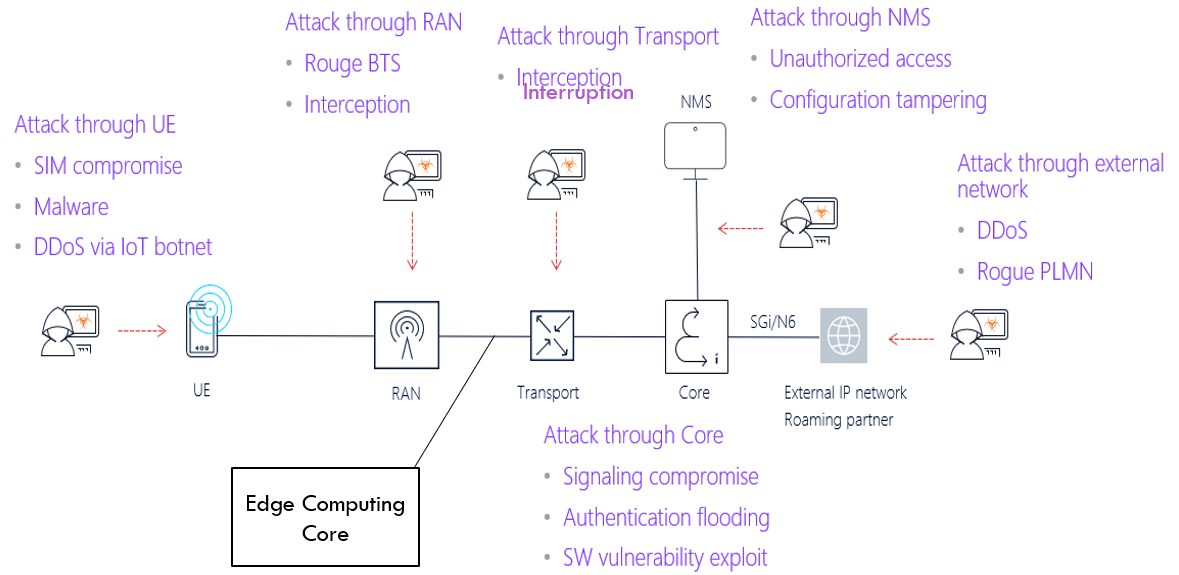 Attack through RAN
• Rouge BTS
• Interception
Attack through Transport
• Interception
Interruption
Attack through NMS
• Unauthorized access
• Configuration tampering
NMS
Attack through UE
• SIM compromise
• Malware
• DDoS via IoT botnet
Attack through external
network
• DDoS
• Rogue PLMN
SGi/N6
UE
RAN
Transport
Core
External IP network
Roaming partner
Attack through Core
• Signaling compromise
• Authentication flooding
• SW vulnerability exploit
Edge Computing
Core